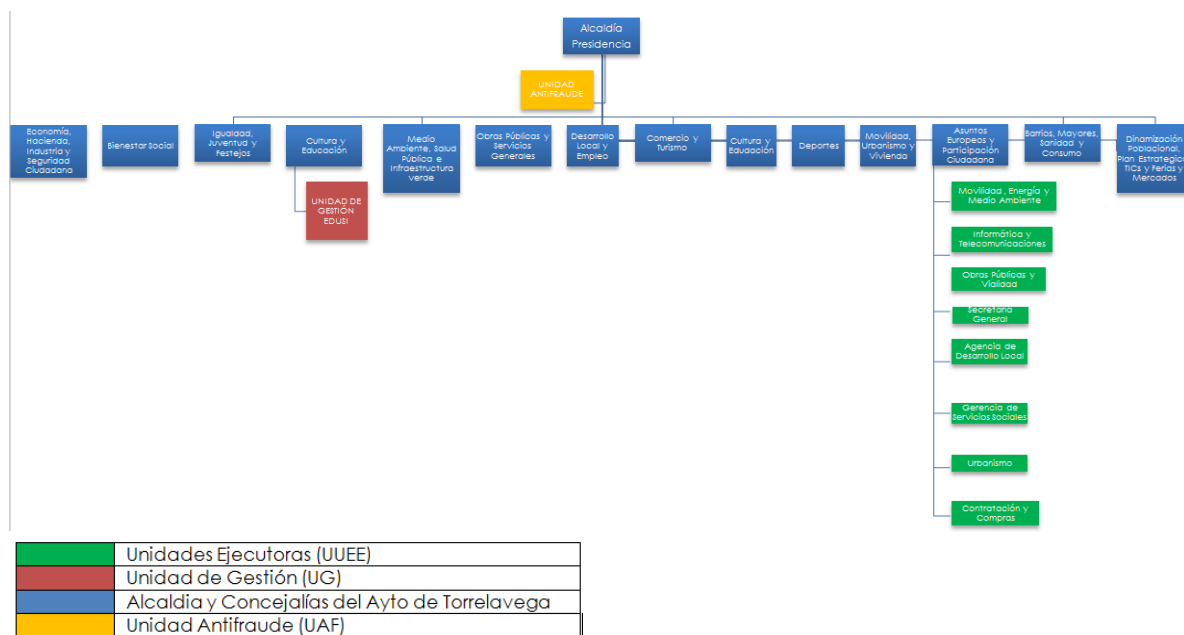 Alcaldía
Presidencia
UNIDAD
ANTIFRAUDE
Economía,
Hacienda,
Industria y
Seguridad
Ciudadana
Bienestar Social
Igualdad,
Juventud y
Festejos
Cultura y
Educación
Medio
Ambiente, Salud
Pública e
Infraestructura
verde
Obras Públicas y
Servicios
Generales
Desarrollo
Local y
Empleo
Comercio y
Turismo
Cultura y
Edudación
Deportes
Movilidad,
Urbanismo y
Vivienda
Asuntos
Europeos y
Participación
Ciudadana
Barrios, Mayores,
Sanidad y
Consumo
Dinamización
Poblacional,
Plan Estrategico,
TICs y Ferias y
Mercados
UNIDAD DE
GESTIÓN
EDUSI
Movilidad, Energía y
Medio Ambiente
Informática y
Telecomunicaciones
Obras Públicas y
Vialidad
Secretaria
General
Agencia de
Desarrollo Local
Gerencia de
Servicios Sociales
Urbanismo
Contratación y
Compras
Unidades Ejecutoras (UUEE)
Unidad de Gestión (UG)
Alcaldia y Concejalías del Ayto de Torrelavega
Unidad Antifraude (UAF)